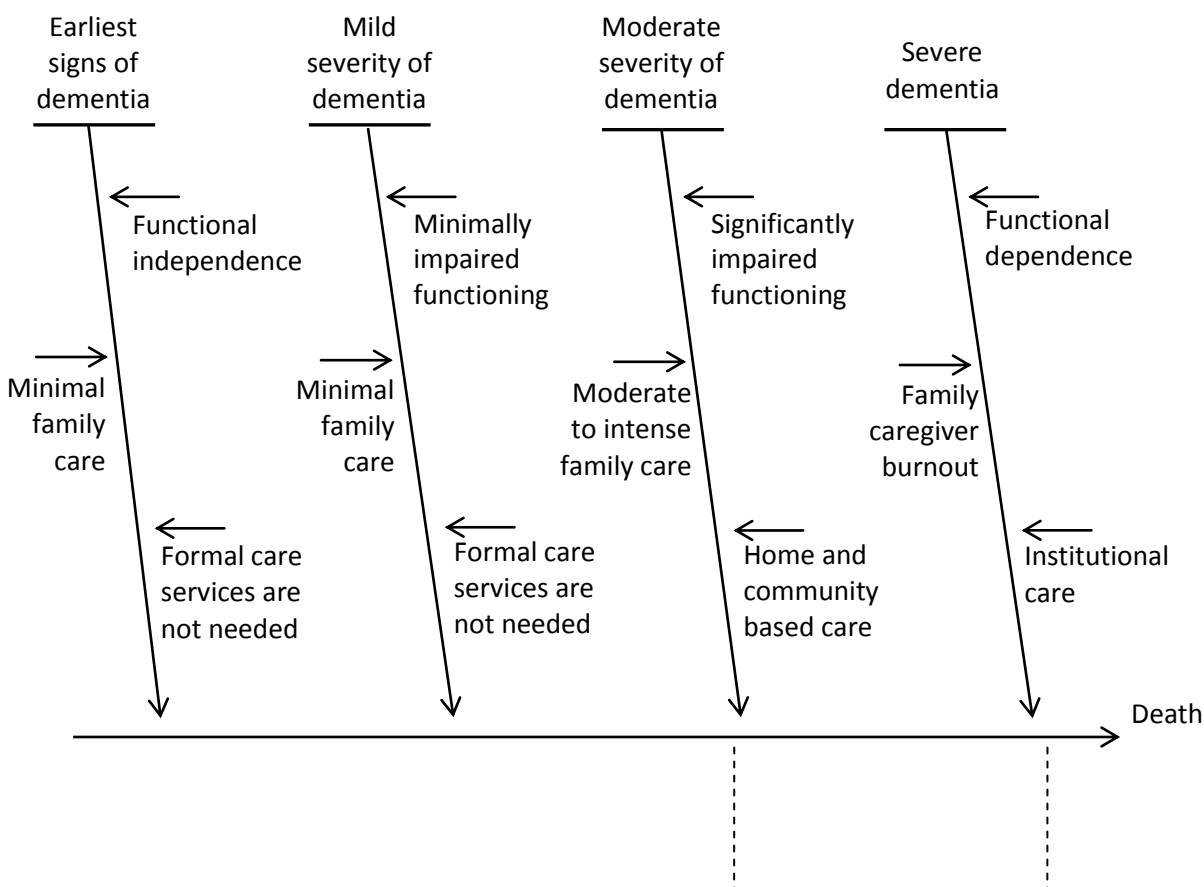 Earliest
signs of
dementia
Mild
severity of
dementia
Moderate
severity of
dementia
Severe
dementia
Functional
independence
Minimal
family
care
Formal care
services are
not needed
Minimally
impaired
functioning
Minimal
family
care
Formal care
services are
not needed
Significantly
impaired
functioning
Moderate
to intense
family care
Home and
community
based care
Functional
dependence
Family
caregiver
burnout
Institutional
care
Death